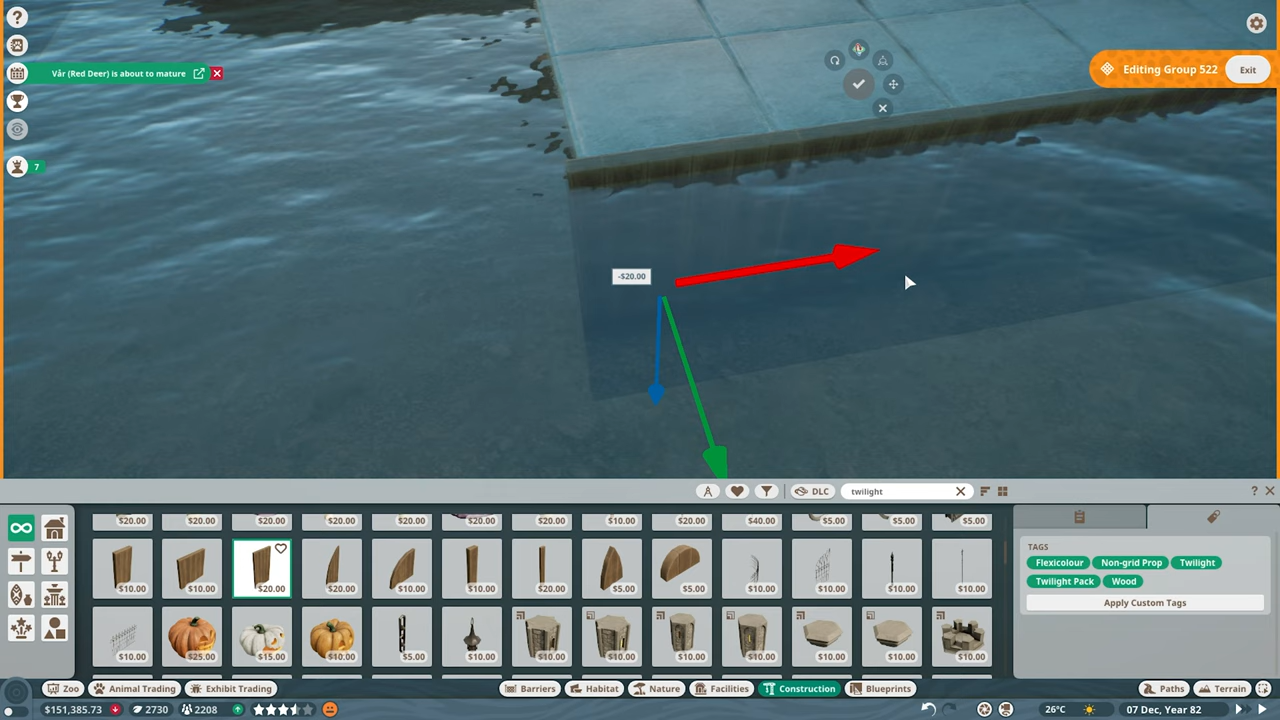 ?
Vår (Red Deer) is about to mature
Editing Group 522
Exit
7
-$20.00
DLC
twilight
?
$20.00 $20.00 $20.00 $20.00 $20.00 $20.00 $20.00 $10.00 $20.00 $40.00 $5.00 $5.00 $5.00
$10.00 $10.00 $20.00 $20.00 $10.00 $10.00 $20.00 $5.00 $5.00 $10.00 $10.00 $10.00 $10.00
$10.00 $25.00 $15.00 $10.00 $5.00 $10.00 $10.00 $10.00 $10.00 $10.00 $10.00 $10.00 $10.00
TAGS
Flexicolour Non-grid Prop Twilight
Twilight Pack Wood
Apply Custom Tags
Zoo Animal Trading Exhibit Trading Barriers Habitat Nature Facilities Construction Blueprints Paths Terrain
$151,385.73 2730 2208 26°C 07 Dec, Year 82